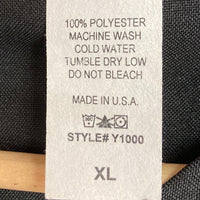 100% POLYESTER
MACHINE WASH
COLD WATER
TUMBLE DRY LOW
DO NOT BLEACH
MADE IN U.S.A.
STYLE# Y1000
XL